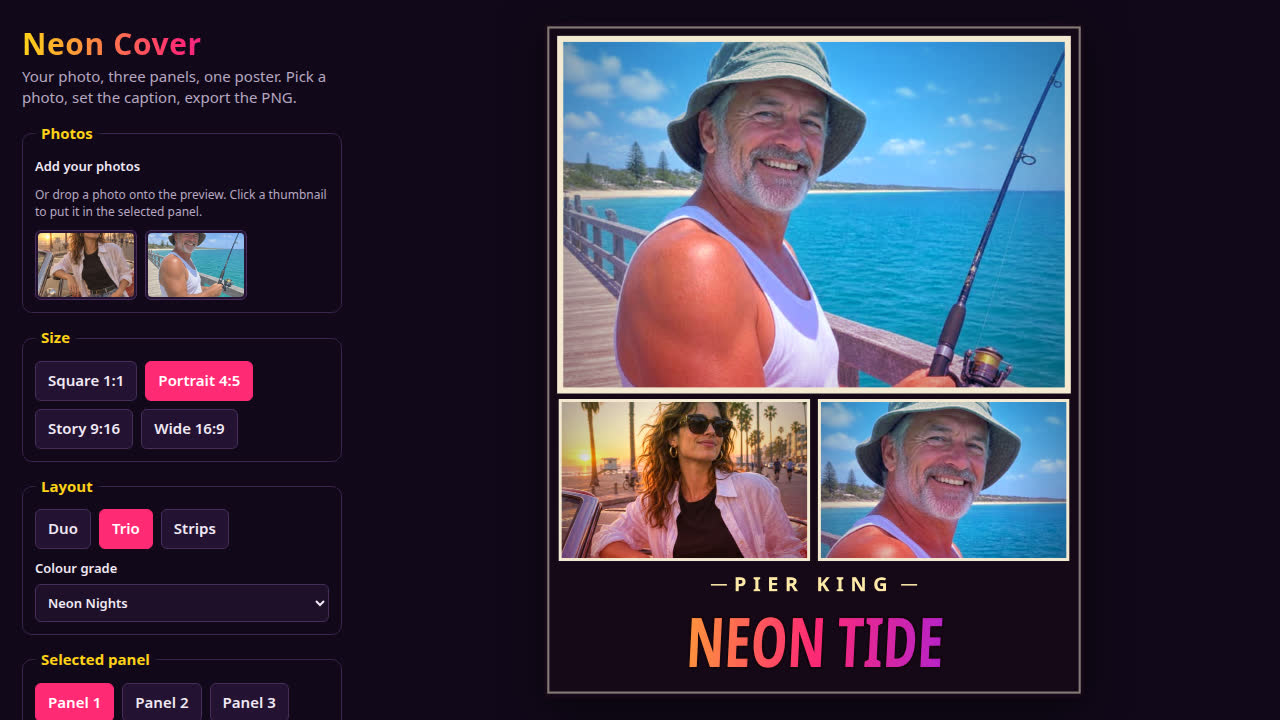 Neon Cover
Your photo, three panels, one poster. Pick a
photo, set the caption, export the PNG.
Photos
Add your photos
Or drop a photo onto the preview. Click a thumbnail
to put it in the selected panel.
Size
Square 1:1
Portrait 4:5
Story 9:16
Wide 16:9
Layout
Duo
Trio
Strips
Colour grade
Neon Nights
Selected panel
Panel 1
Panel 2
Panel 3
— PIER KING —
NEON TIDE